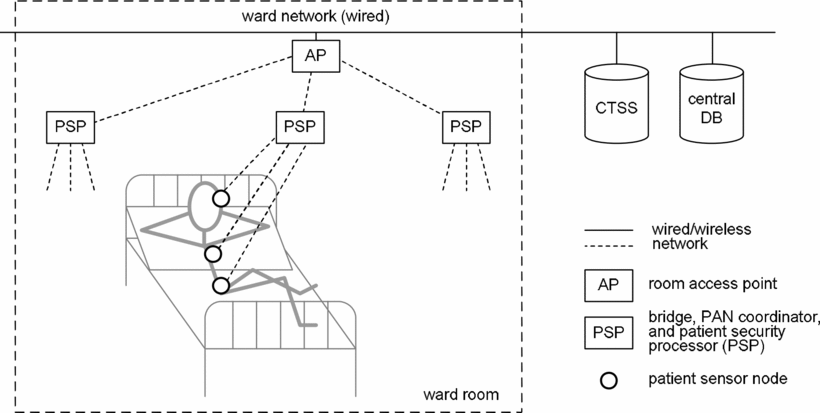 ward network (wired)
AP
PSP
PSP
PSP
CTSS
central
DB
wired/wireless
network
AP
room access point
PSP
bridge, PAN coordinator,
and patient security
processor (PSP)
patient sensor node
ward room